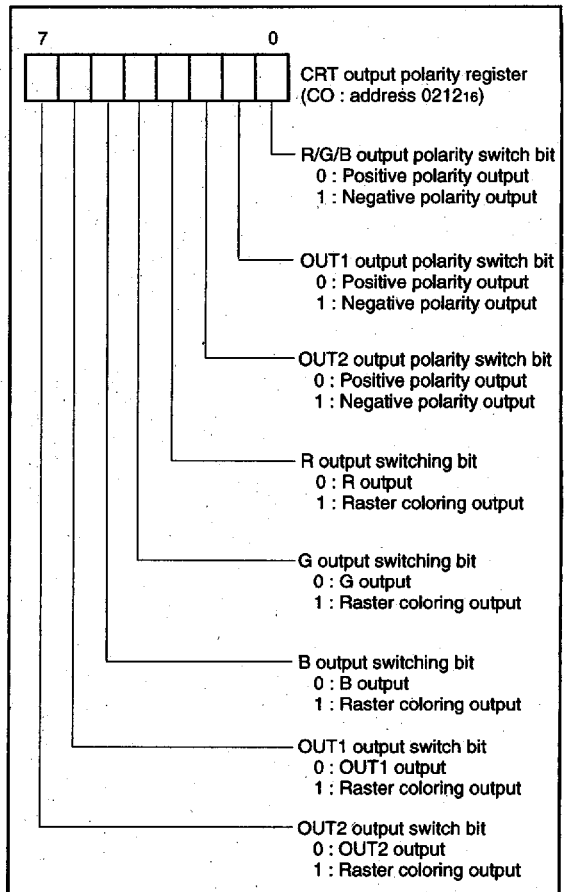 7 0
CRT output polarity register
(CO : address 021216)
R/G/B output polarity switch bit
0 : Positive polarity output
1 : Negative polarity output
OUT1 output polarity switch bit
0 : Positive polarity output
1 : Negative polarity output
OUT2 output polarity switch bit
0 : Positive polarity output
1 : Negative polarity output
R output switching bit
0 : R output
1 : Raster coloring output
G output switching bit
0 : G output
1 : Raster coloring output
B output switching bit
0 : B output
1 : Raster coloring output
OUT1 output switch bit
0 : OUT1 output
1 : Raster coloring output
OUT2 output switch bit
0 : OUT2 output
1 : Raster coloring output